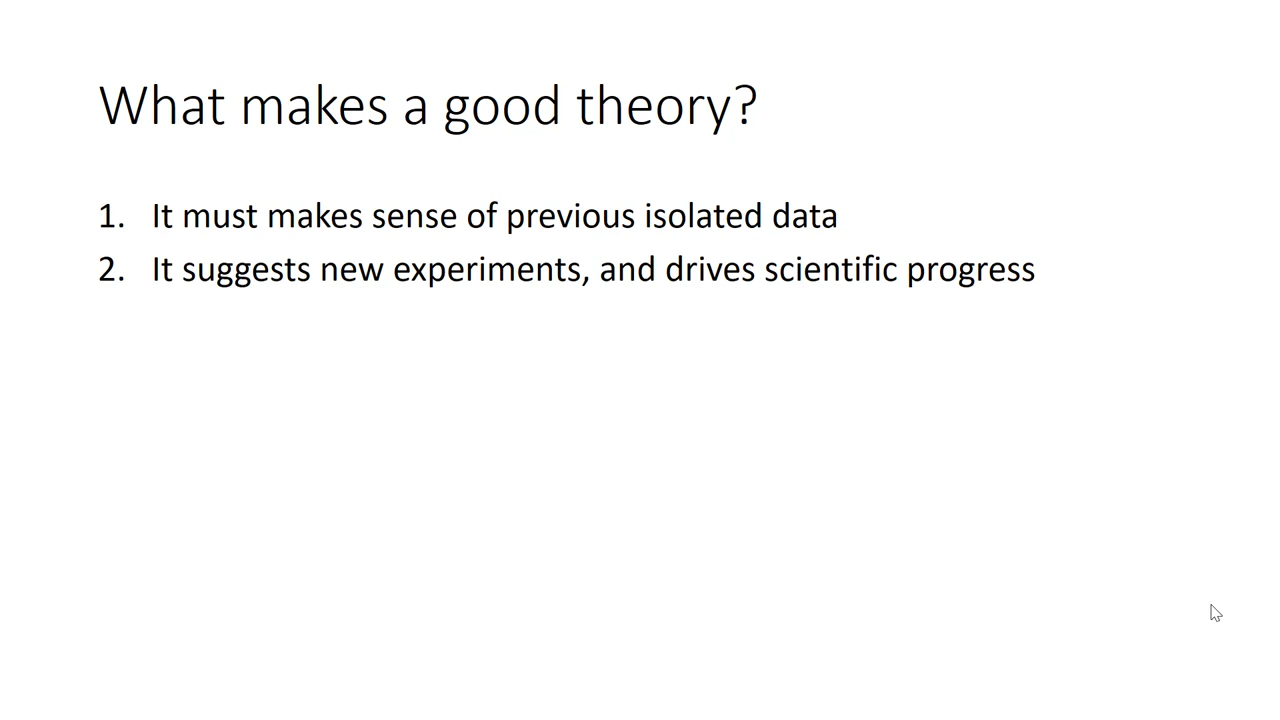 What makes a good theory?
1. It must makes sense of previous isolated data
2. It suggests new experiments, and drives scientific progress